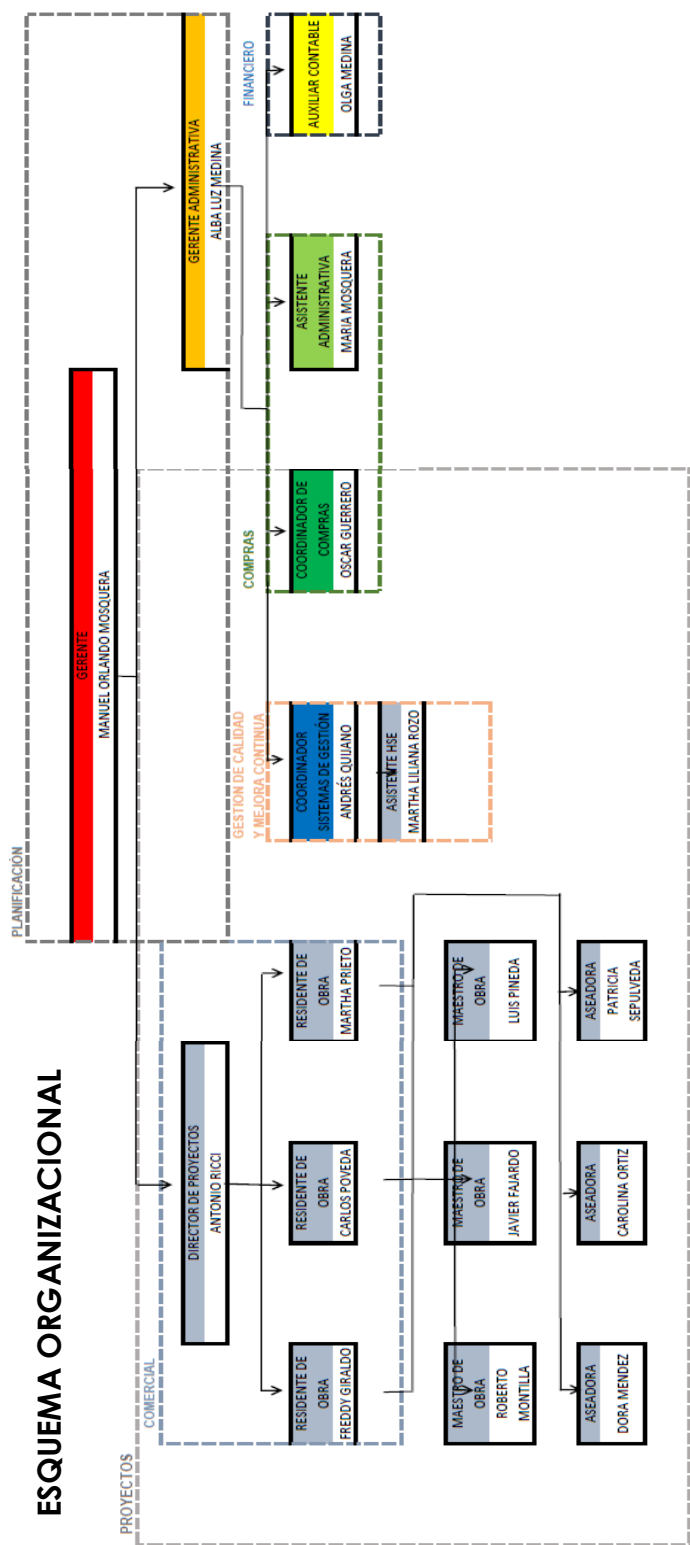 ESQUEMA ORGANIZACIONAL
PLANIFICACIÓN
GERENTE
MANUEL ORLANDO MOSQUERA
PROYECTOS
COMERCIAL
DIRECTOR DE PROYECTOS
ANTONIO RICCI
GERENTE ADMINISTRATIVA
ALBA LUZ MEDINA
GESTION DE CALIDAD
Y MEJORA CONTINUA
COMPRAS
FINANCIERO
RESIDENTE DE
OBRA
FREDDY GIRALDO
RESIDENTE DE
OBRA
CARLOS POVEDA
RESIDENTE DE
OBRA
MARTHA PRIETO
COORDINADOR
SISTEMAS DE GESTIÓN
ANDRÉS QUIJANO
COORDINADOR DE
COMPRAS
OSCAR GUERRERO
ASISTENTE
ADMINISTRATIVA
MARIA MOSQUERA
AUXILIAR CONTABLE
OLGA MEDINA
ASISTENTE HSE
MARTHA LILIANA ROZO
MAESTRO DE
OBRA
ROBERTO
MONTILLA
MAESTRO DE
OBRA
JAVIER FAJARDO
MAESTRO DE
OBRA
LUIS PINEDA
ASEADORA
DORA MENDEZ
ASEADORA
CAROLINA ORTIZ
ASEADORA
PATRICIA
SEPULVEDA